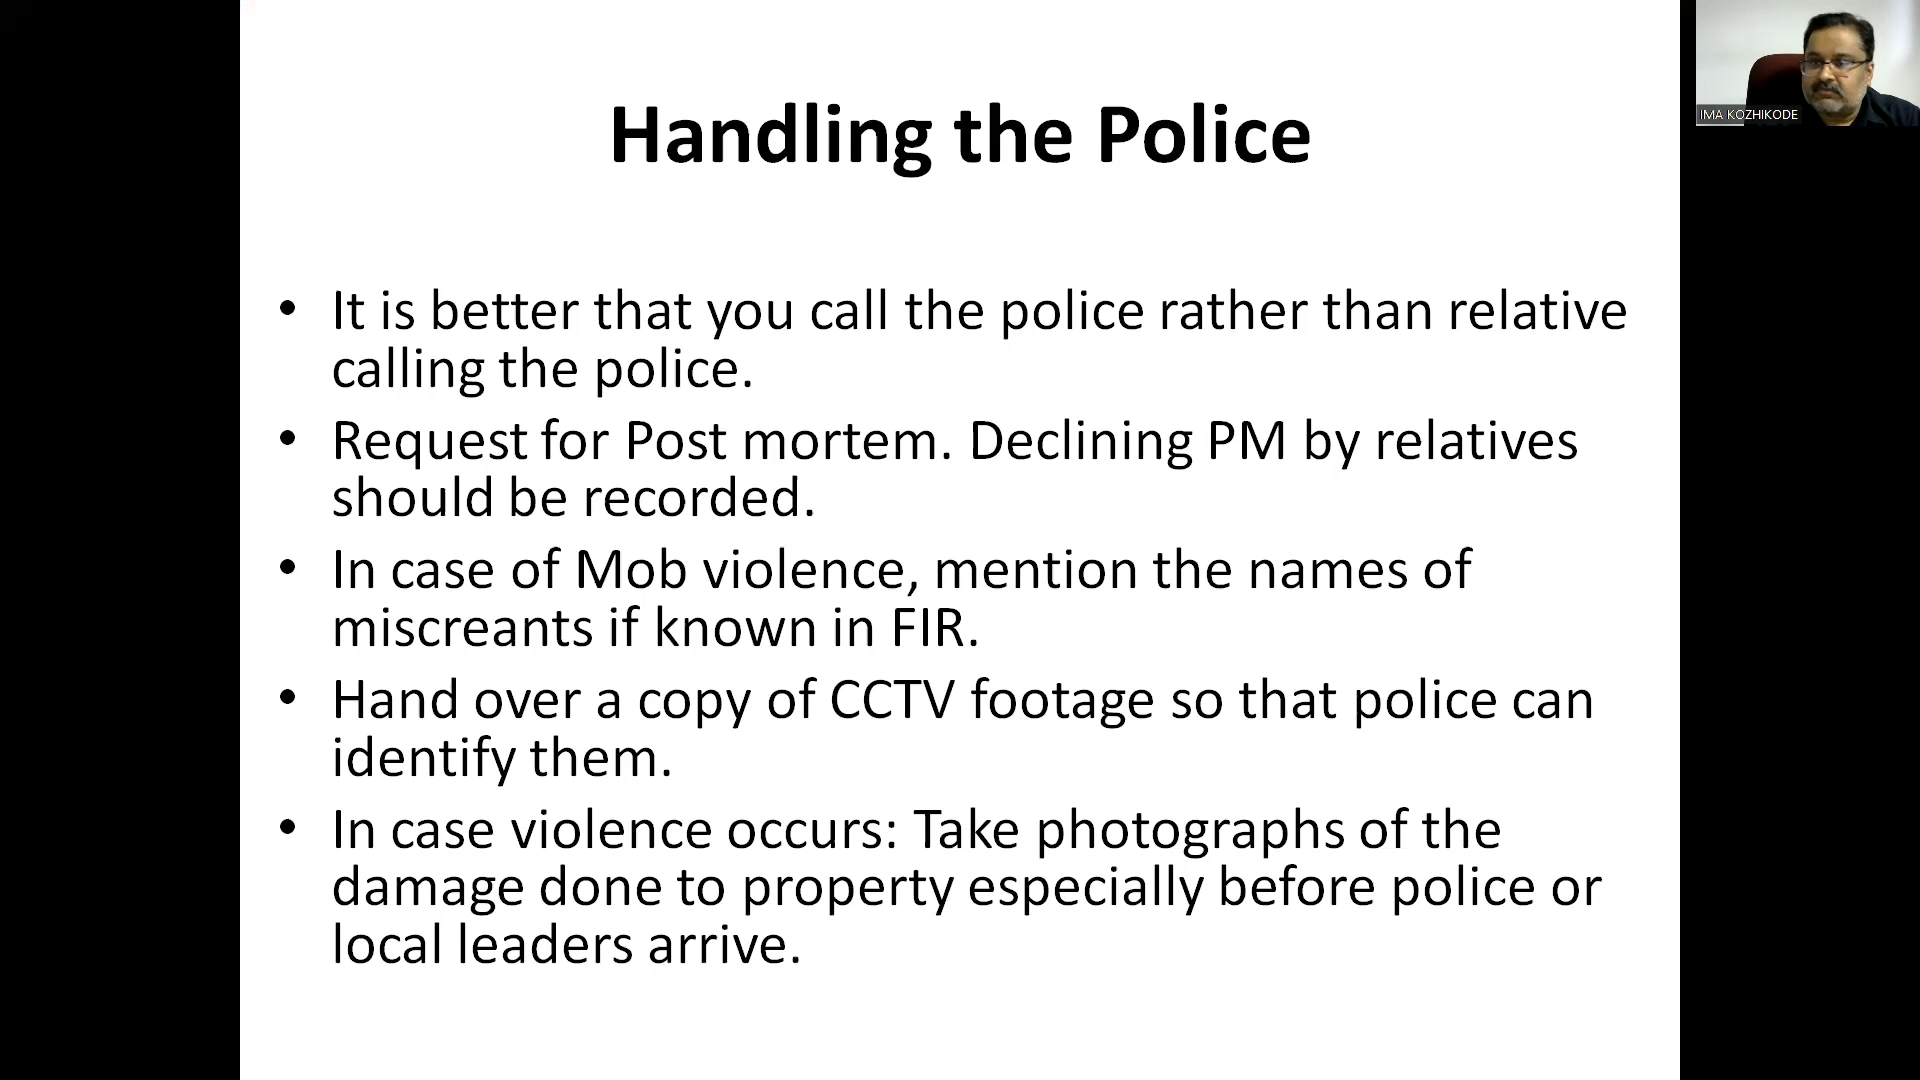 Handling the Police
• It is better that you call the police rather than relative
calling the police.
• Request for Post mortem. Declining PM by relatives
should be recorded.
• In case of Mob violence, mention the names of
miscreants if known in FIR.
• Hand over a copy of CCTV footage so that police can
identify them.
• In case violence occurs: Take photographs of the
damage done to property especially before police or
local leaders arrive.
IMA KOZHIKODE